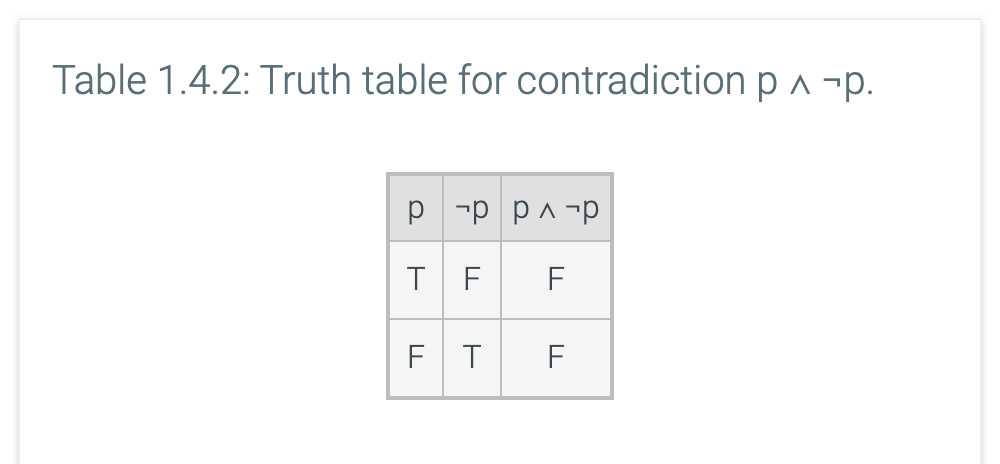 Table 1.4.2: Truth table for contradiction p ∧ ¬p.
p ¬p p ∧ ¬p
T F F
F T F